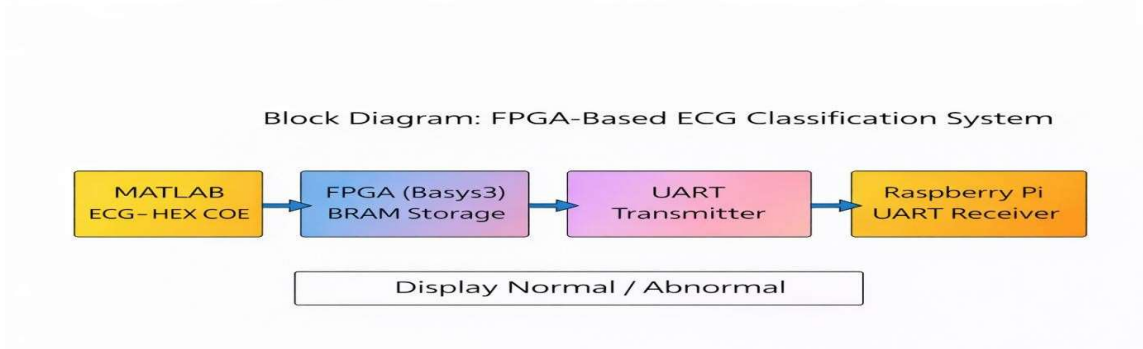 Block Diagram: FPGA-Based ECG Classification System
MATLAB
ECG-HEX COE
FPGA (Basys3)
BRAM Storage
UART
Transmitter
Raspberry Pi
UART Receiver
Display Normal / Abnormal